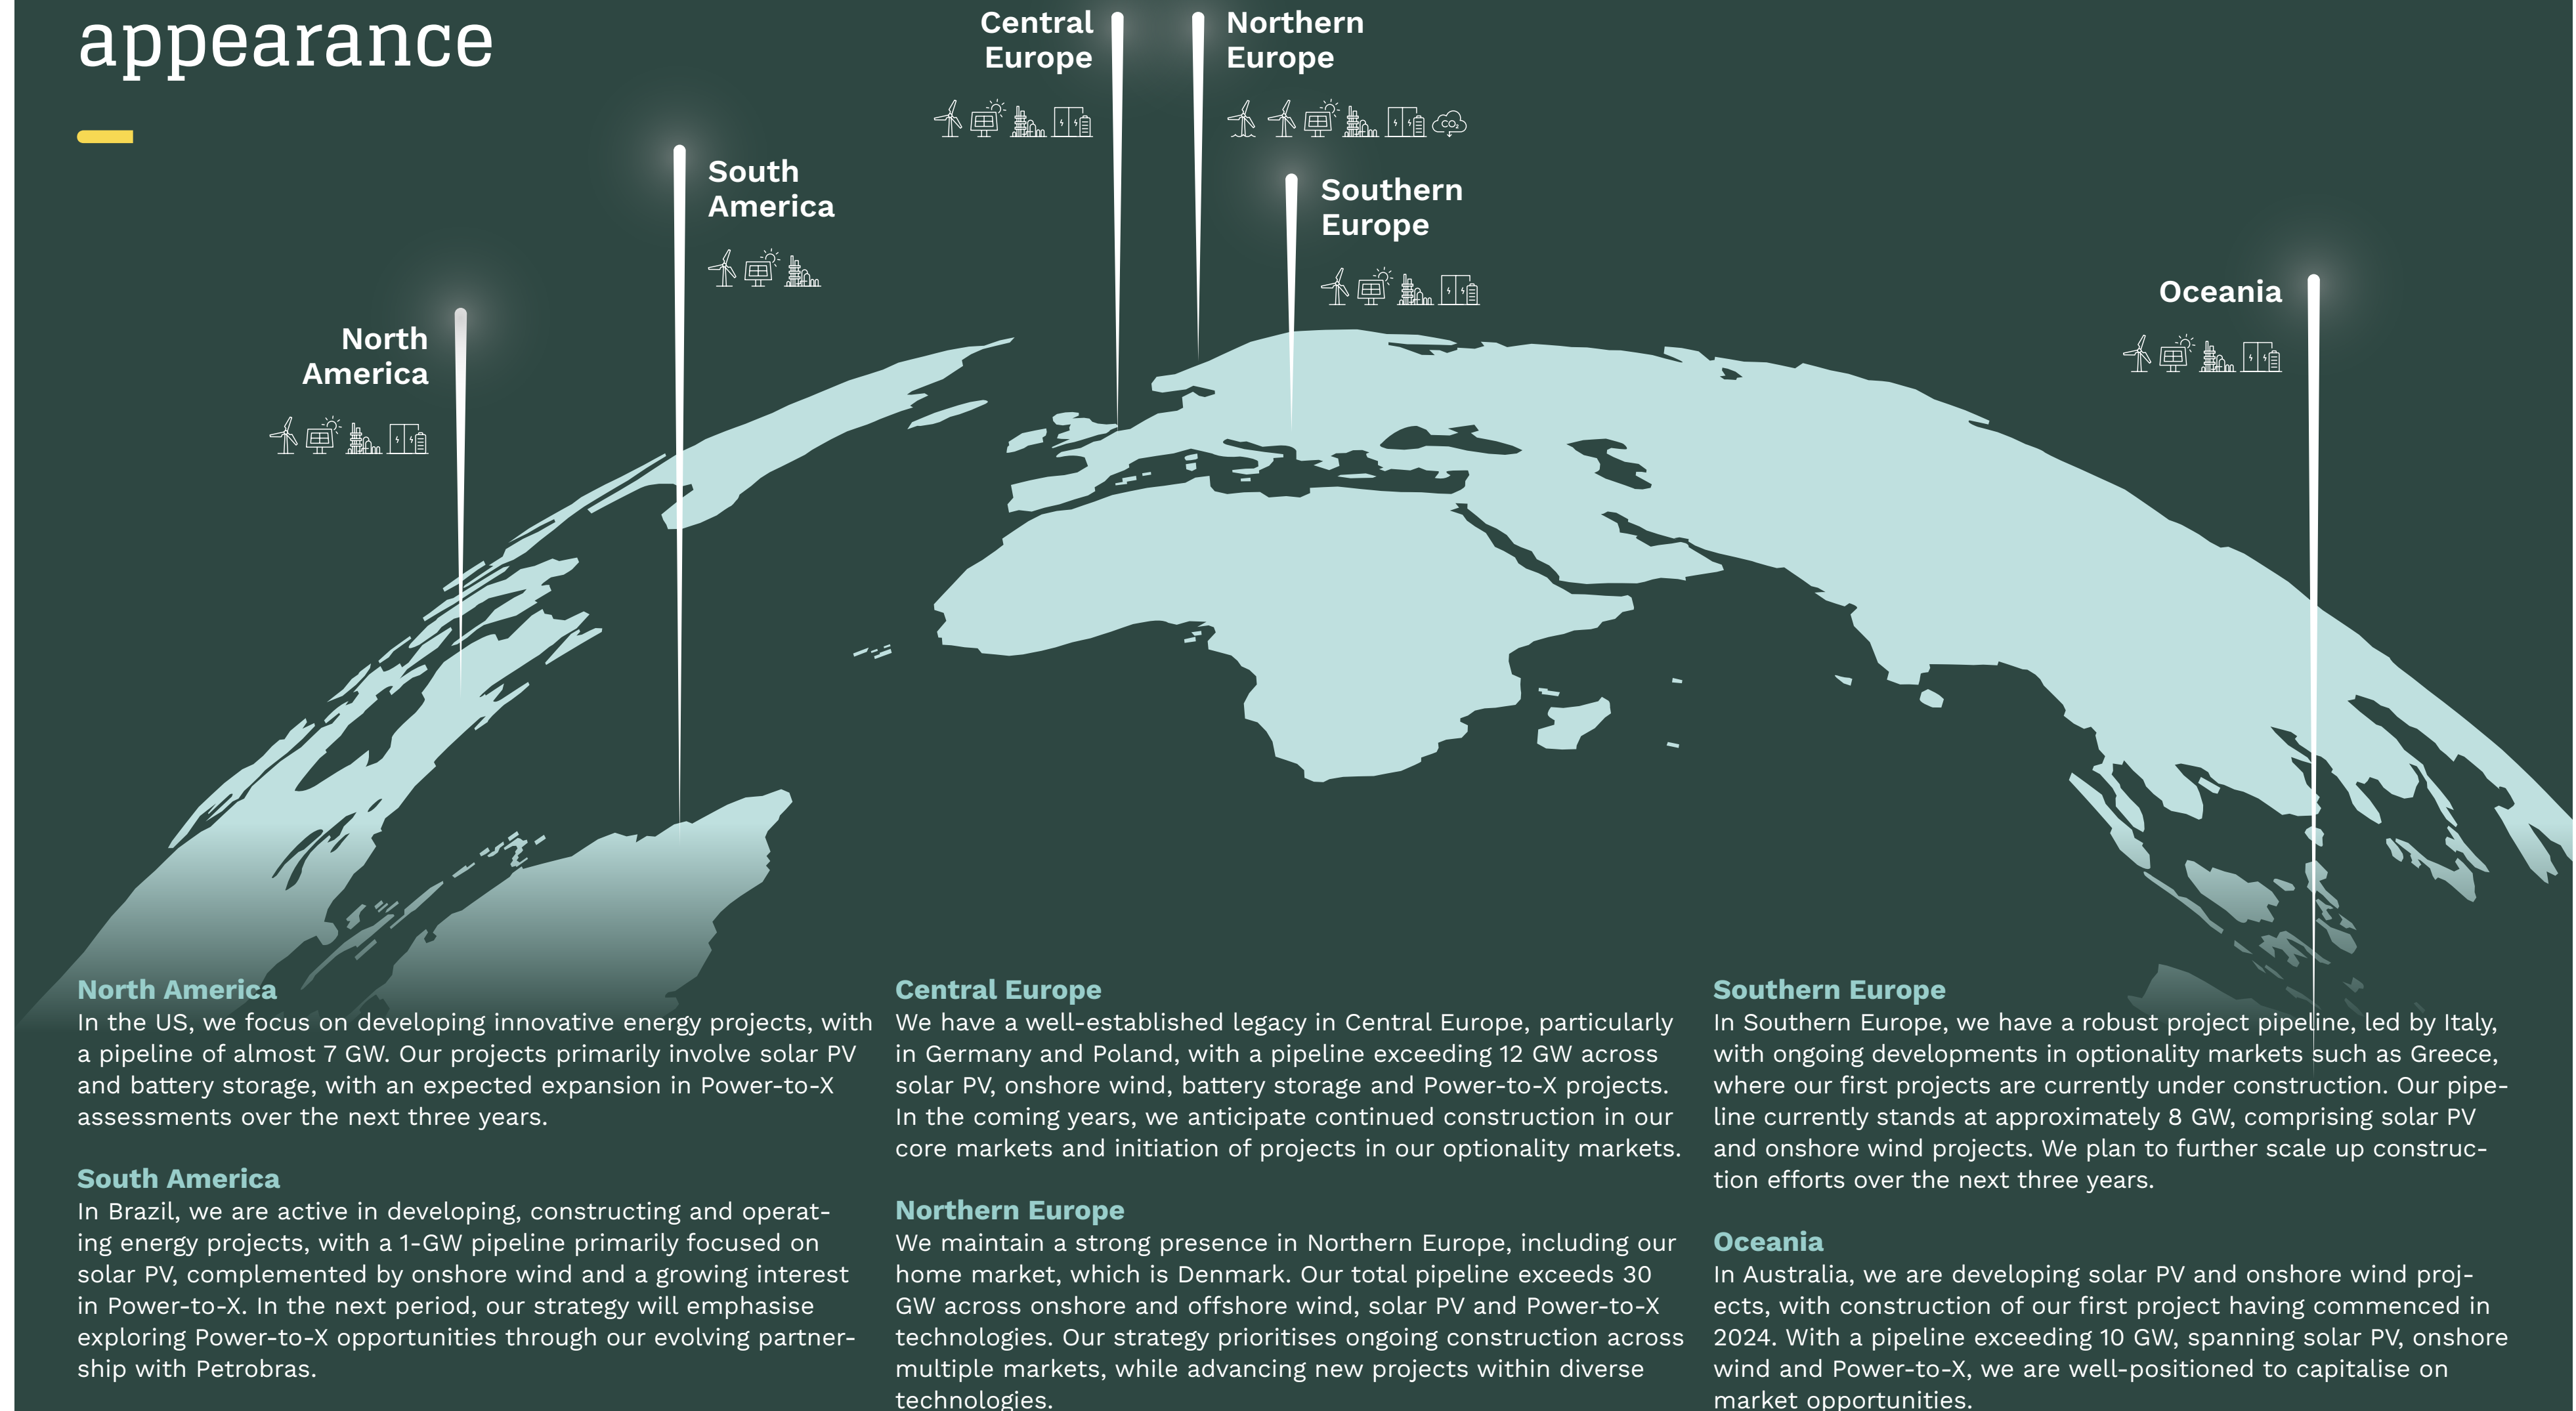 appearance
Central
Europe
Northern
Europe
CO₂
South
America
Southern
Europe
Oceania
North
America
North America
In the US, we focus on developing innovative energy projects, with
a pipeline of almost 7 GW. Our projects primarily involve solar PV
and battery storage, with an expected expansion in Power-to-X
assessments over the next three years.
South America
In Brazil, we are active in developing, constructing and operat-
ing energy projects, with a 1-GW pipeline primarily focused on
solar PV, complemented by onshore wind and a growing interest
in Power-to-X. In the next period, our strategy will emphasise
exploring Power-to-X opportunities through our evolving partner-
ship with Petrobras.
Central Europe
We have a well-established legacy in Central Europe, particularly
in Germany and Poland, with a pipeline exceeding 12 GW across
solar PV, onshore wind, battery storage and Power-to-X projects.
In the coming years, we anticipate continued construction in our
core markets and initiation of projects in our optionality markets.
Northern Europe
We maintain a strong presence in Northern Europe, including our
home market, which is Denmark. Our total pipeline exceeds 30
GW across onshore and offshore wind, solar PV and Power-to-X
technologies. Our strategy prioritises ongoing construction across
multiple markets, while advancing new projects within diverse
technologies.
Southern Europe
In Southern Europe, we have a robust project pipeline, led by Italy,
with ongoing developments in optionality markets such as Greece,
where our first projects are currently under construction. Our pipe-
line currently stands at approximately 8 GW, comprising solar PV
and onshore wind projects. We plan to further scale up construc-
tion efforts over the next three years.
Oceania
In Australia, we are developing solar PV and onshore wind proj-
ects, with construction of our first project having commenced in
2024. With a pipeline exceeding 10 GW, spanning solar PV, onshore
wind and Power-to-X, we are well-positioned to capitalise on
market opportunities.